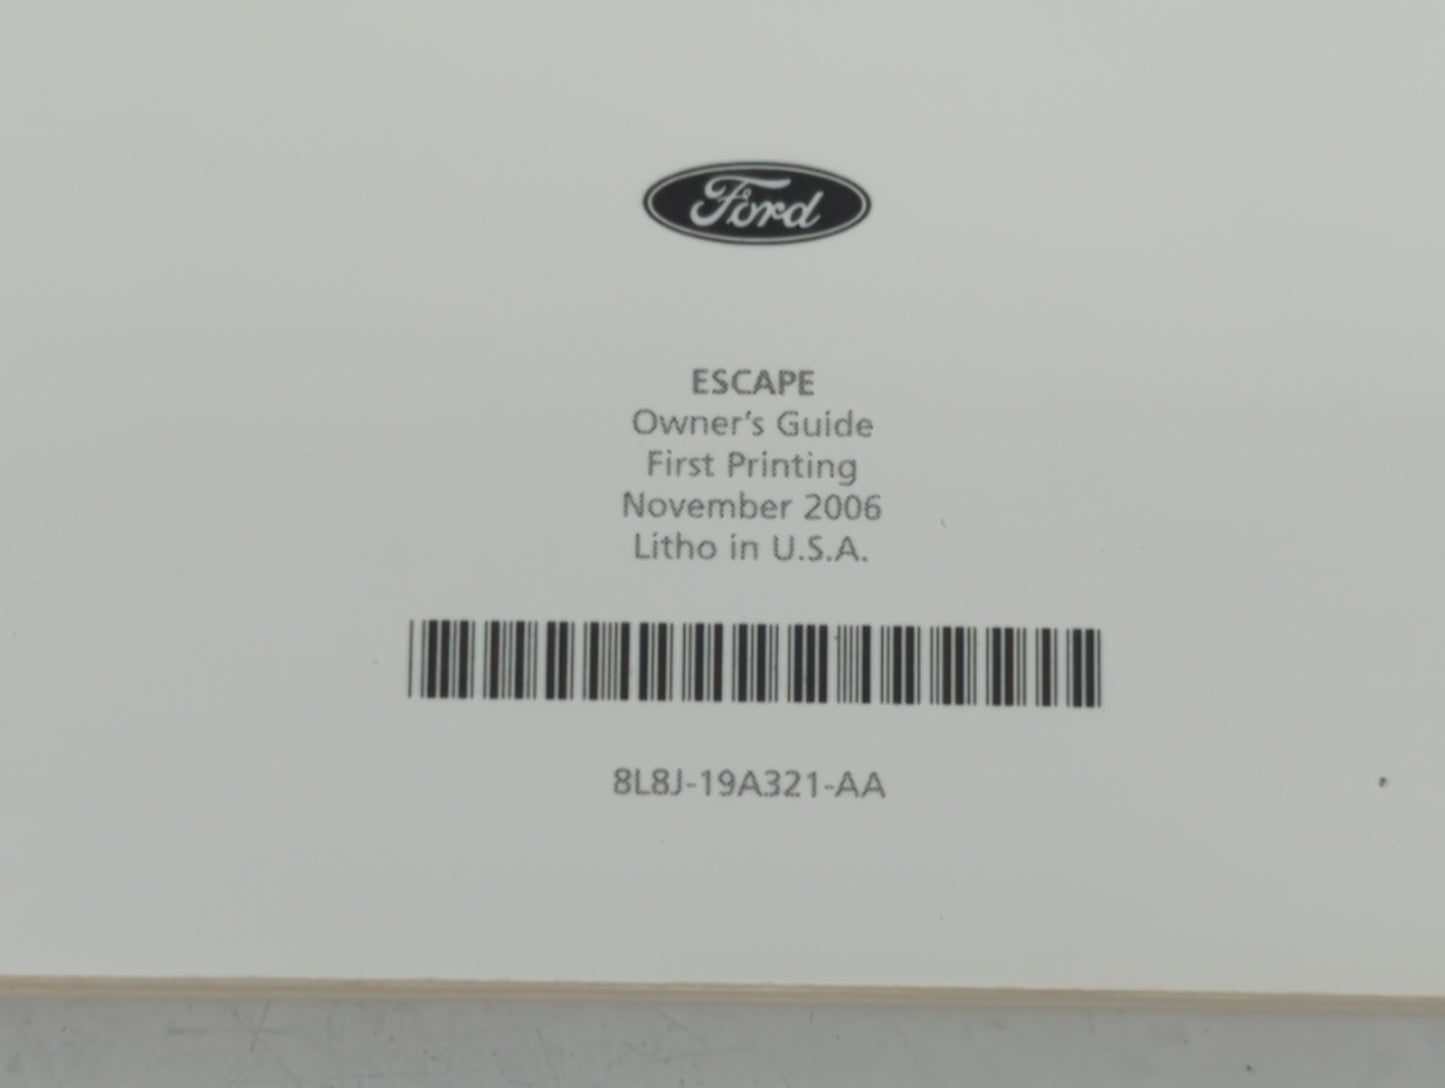 Ford
ESCAPE
Owner's Guide
First Printing
November 2006
Litho in U.S.A.
8L8J-19A321-AA